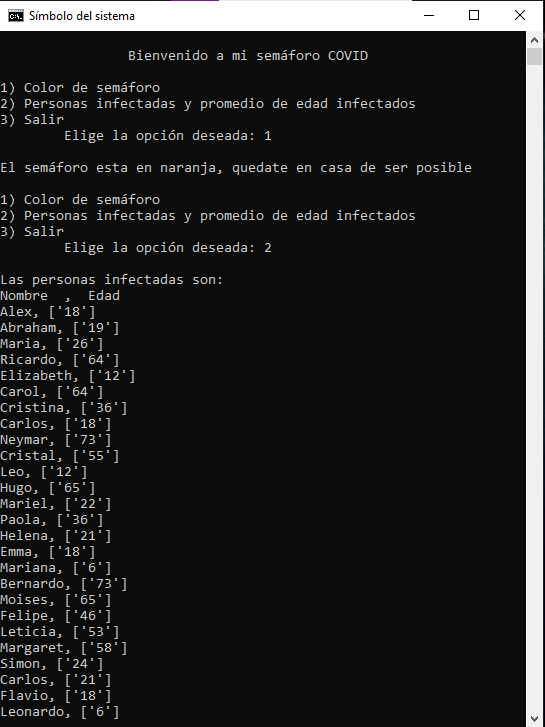 Símbolo del sistema
Bienvenido a mi semáforo COVID
1) Color de semáforo
2) Personas infectadas y promedio de edad infectados
3) Salir
Elige la opción deseada: 1
El semáforo esta en naranja, quedate en casa de ser posible
1) Color de semáforo
2) Personas infectadas y promedio de edad infectados
3) Salir
Elige la opción deseada: 2
Las personas infectadas son:
Nombre  ,  Edad
Alex, ['18']
Abraham, ['19']
Maria, ['26']
Ricardo, ['64']
Elizabeth, ['12']
Carol, ['64']
Cristina, ['36']
Carlos, ['18']
Neymar, ['73']
Cristal, ['55']
Leo, ['12']
Hugo, ['65']
Mariel, ['22']
Paola, ['36']
Helena, ['21']
Emma, ['18']
Mariana, ['6']
Bernardo, ['73']
Moises, ['65']
Felipe, ['46']
Leticia, ['53']
Margaret, ['58']
Simon, ['24']
Carlos, ['21']
Flavio, ['18']
Leonardo, ['6']